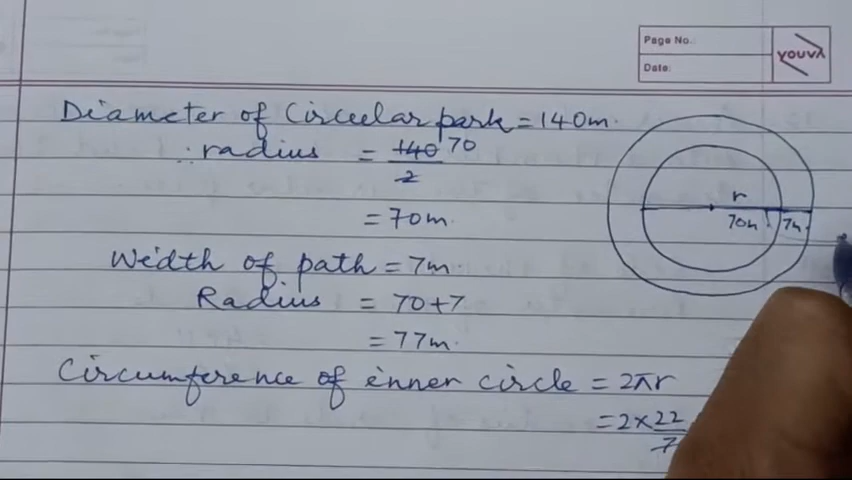 Page No.:
Date:
youva
Diameter of Circular park = 140m.
∴ radius = 140/2 70
= 70m.
r
70m 7m.
Width of path = 7m.
Radius = 70+7
= 77m.
Circumference of inner circle = 2πr
= 2 × 22/7